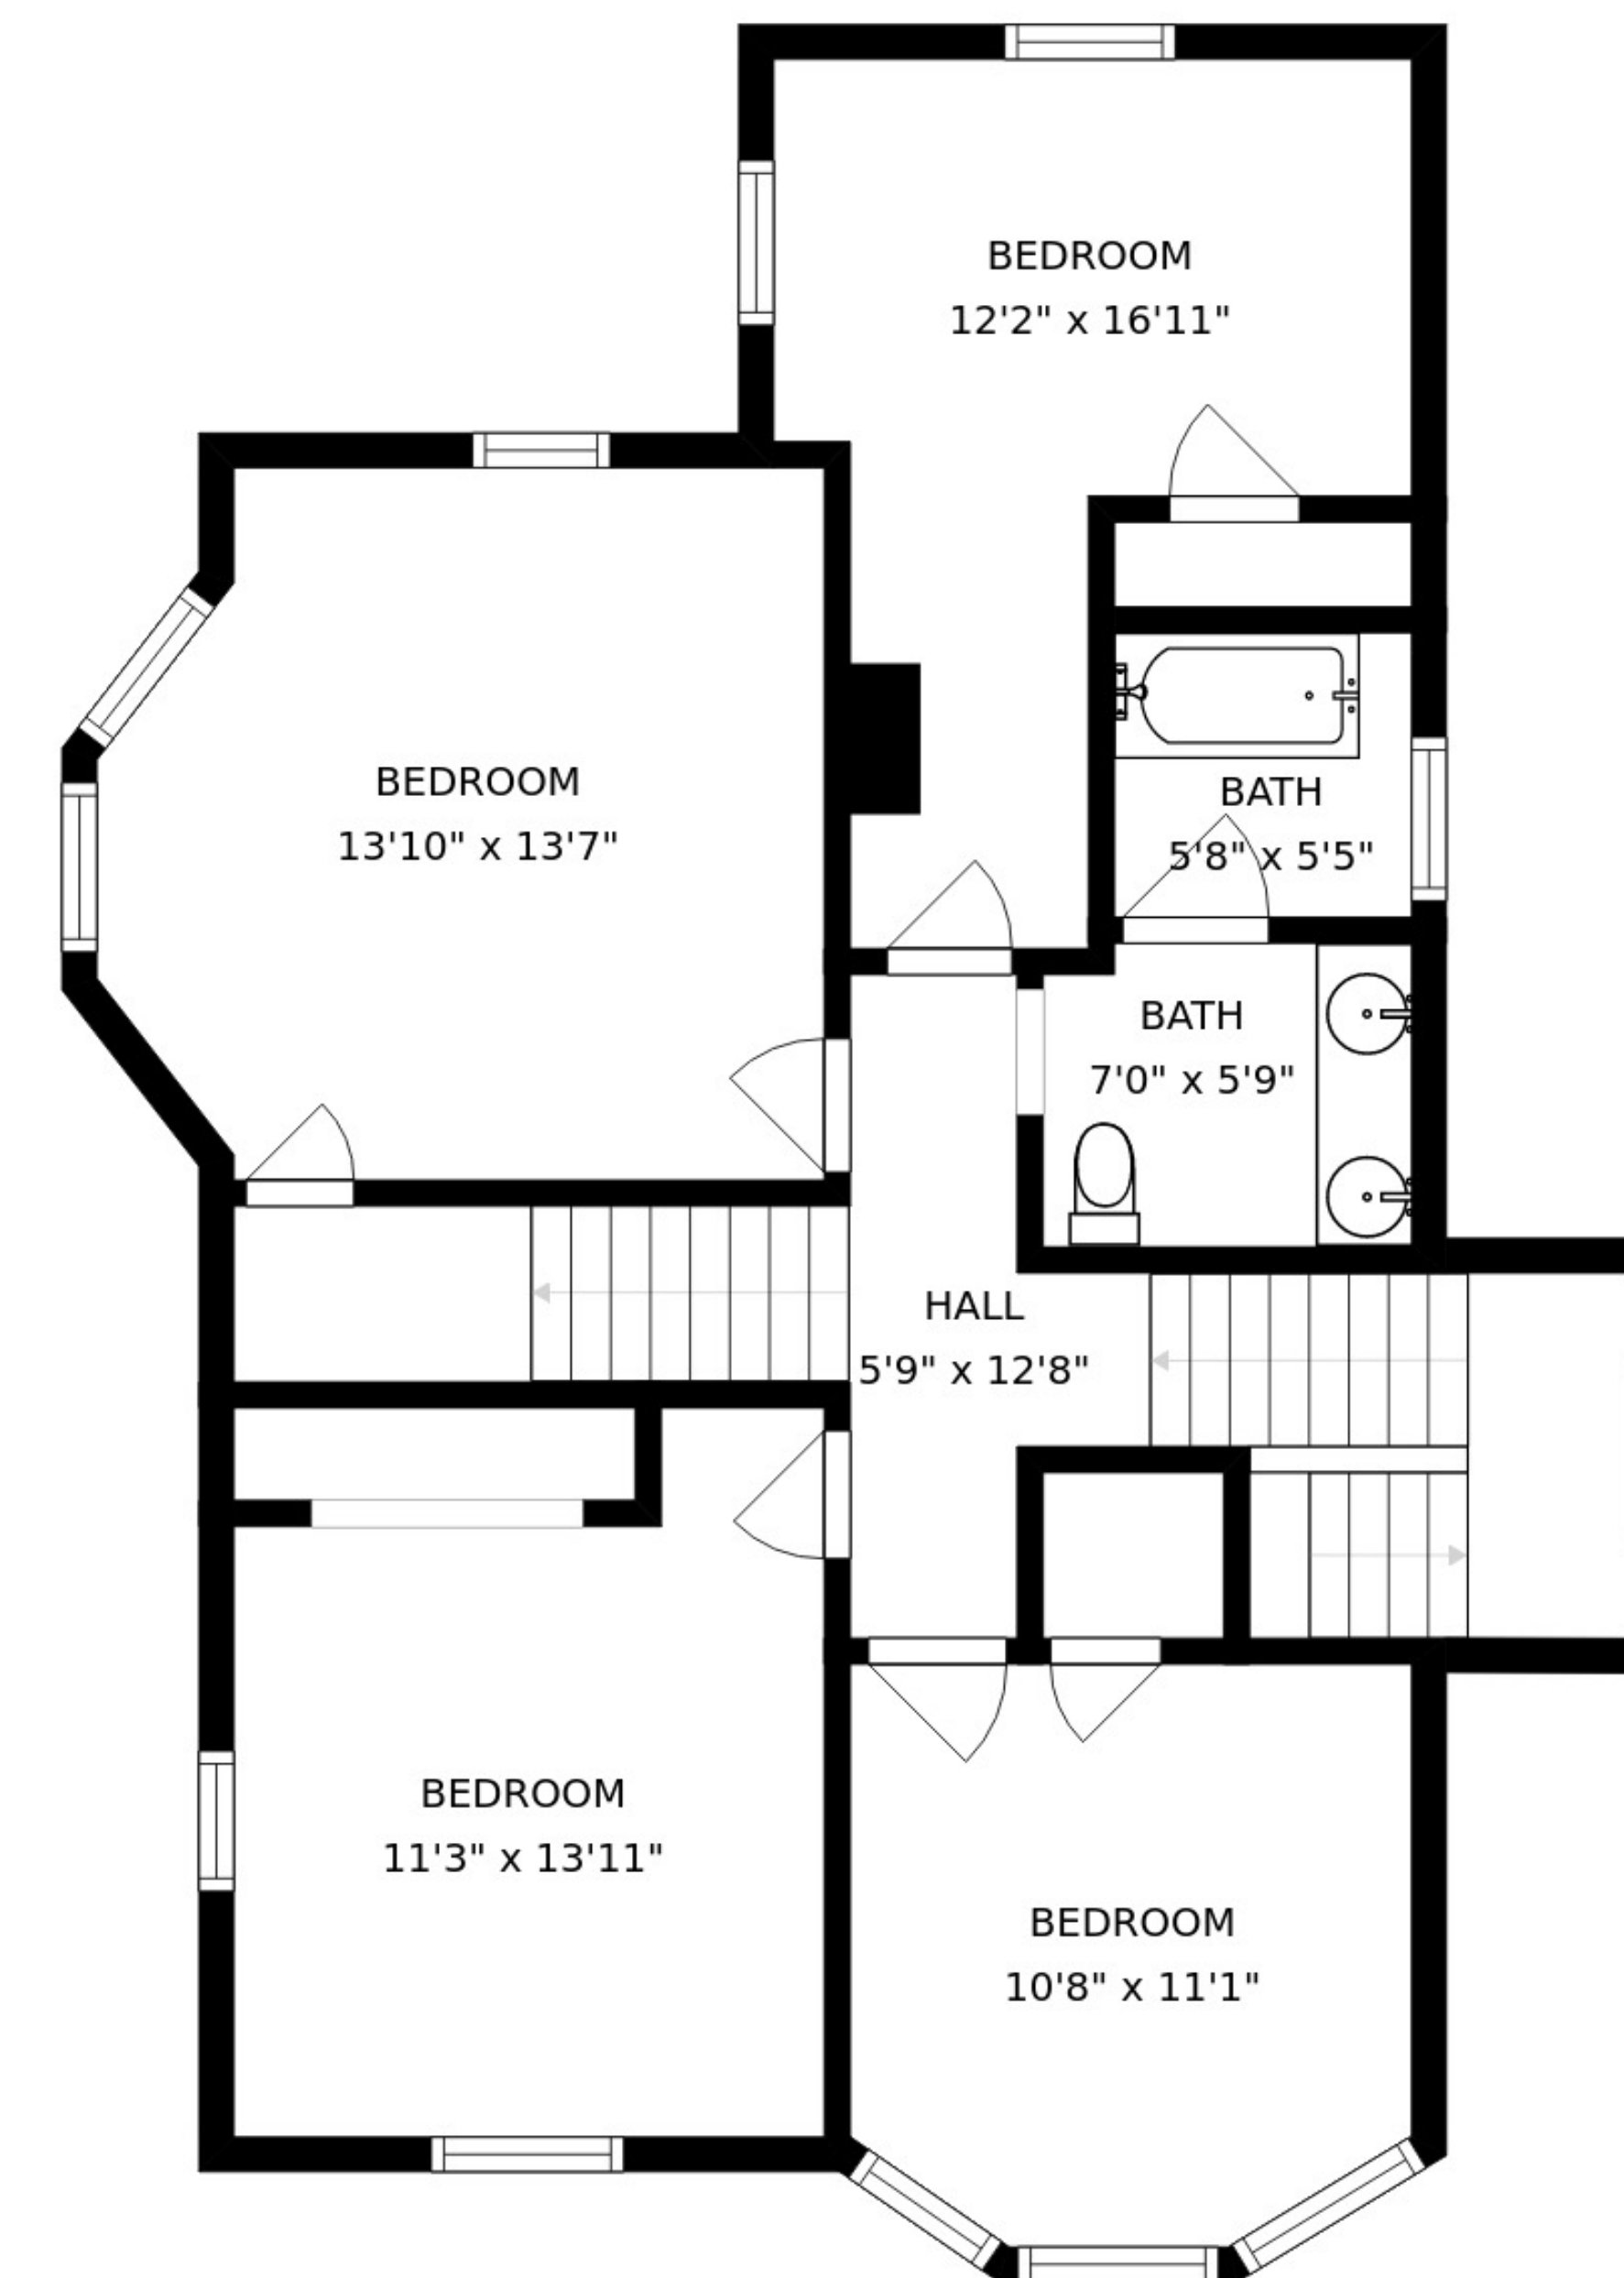 BEDROOM
12'2" x 16'11"
BEDROOM
13'10" x 13'7"
BATH
5'8" x 5'5"
BATH
7'0" x 5'9"
HALL
5'9" x 12'8"
BEDROOM
11'3" x 13'11"
BEDROOM
10'8" x 11'1"